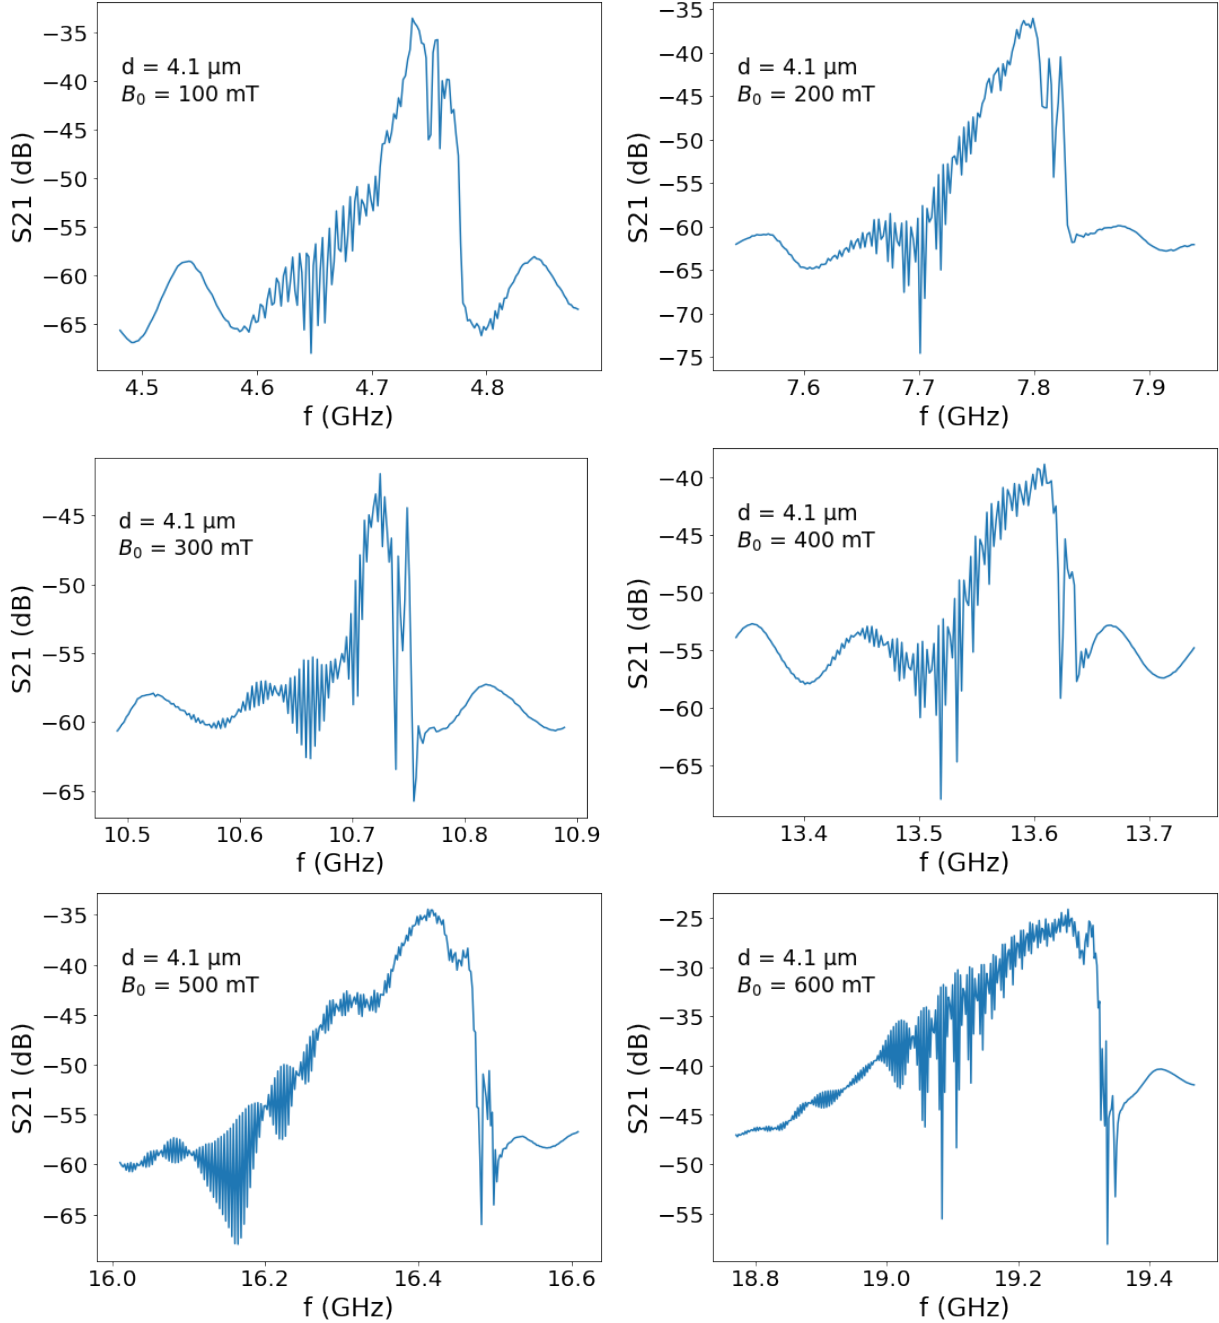 −35
−40
−45
−50
−55
−60
−65
S21 (dB)
d = 4.1 μm
B₀ = 100 mT
4.5 4.6 4.7 4.8
f (GHz)
−35
−40
−45
−50
−55
−60
−65
−70
−75
S21 (dB)
d = 4.1 μm
B₀ = 200 mT
7.6 7.7 7.8 7.9
f (GHz)
−45
−50
−55
−60
−65
S21 (dB)
d = 4.1 μm
B₀ = 300 mT
10.5 10.6 10.7 10.8 10.9
f (GHz)
−40
−45
−50
−55
−60
−65
S21 (dB)
d = 4.1 μm
B₀ = 400 mT
13.4 13.5 13.6 13.7
f (GHz)
−35
−40
−45
−50
−55
−60
−65
S21 (dB)
d = 4.1 μm
B₀ = 500 mT
16.0 16.2 16.4 16.6
f (GHz)
−25
−30
−35
−40
−45
−50
−55
S21 (dB)
d = 4.1 μm
B₀ = 600 mT
18.8 19.0 19.2 19.4
f (GHz)